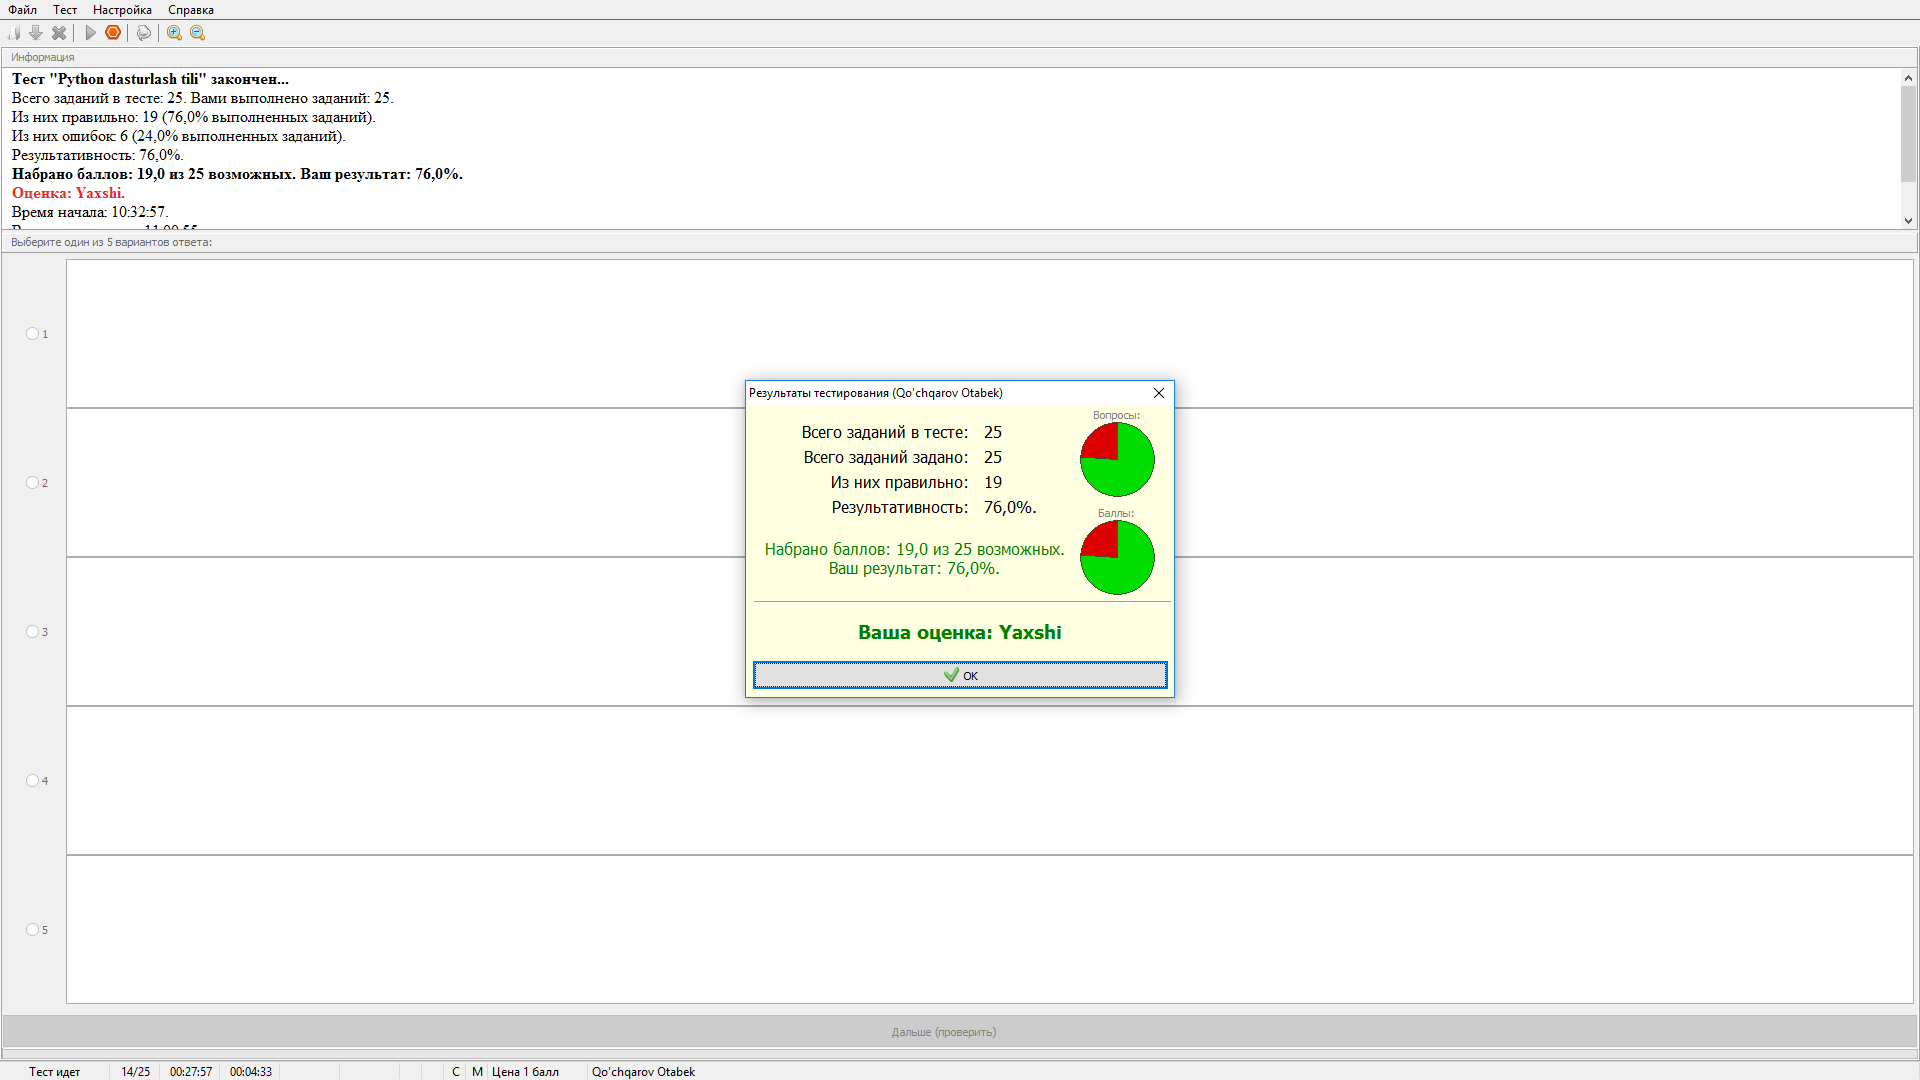 Файл Тест Настройка Справка
Информация
Тест "Python dasturlash tili" закончен...
Всего заданий в тесте: 25. Вами выполнено заданий: 25.
Из них правильно: 19 (76,0% выполненных заданий).
Из них ошибок: 6 (24,0% выполненных заданий).
Результативность: 76,0%.
Набрано баллов: 19,0 из 25 возможных. Ваш результат: 76,0%.
Оценка: Yaxshi.
Время начала: 10:32:57.
Выберите один из 5 вариантов ответа:
1
2
3
4
5
Результаты тестирования (Qo'chqarov Otabek)
Всего заданий в тесте: 25
Всего заданий задано: 25
Из них правильно: 19
Результативность: 76,0%.
Вопросы:
Баллы:
Набрано баллов: 19,0 из 25 возможных.
Ваш результат: 76,0%.
Ваша оценка: Yaxshi
OK
Дальше (проверить)
Тест идет 14/25 00:27:57 00:04:33 С М Цена 1 балл Qo'chqarov Otabek